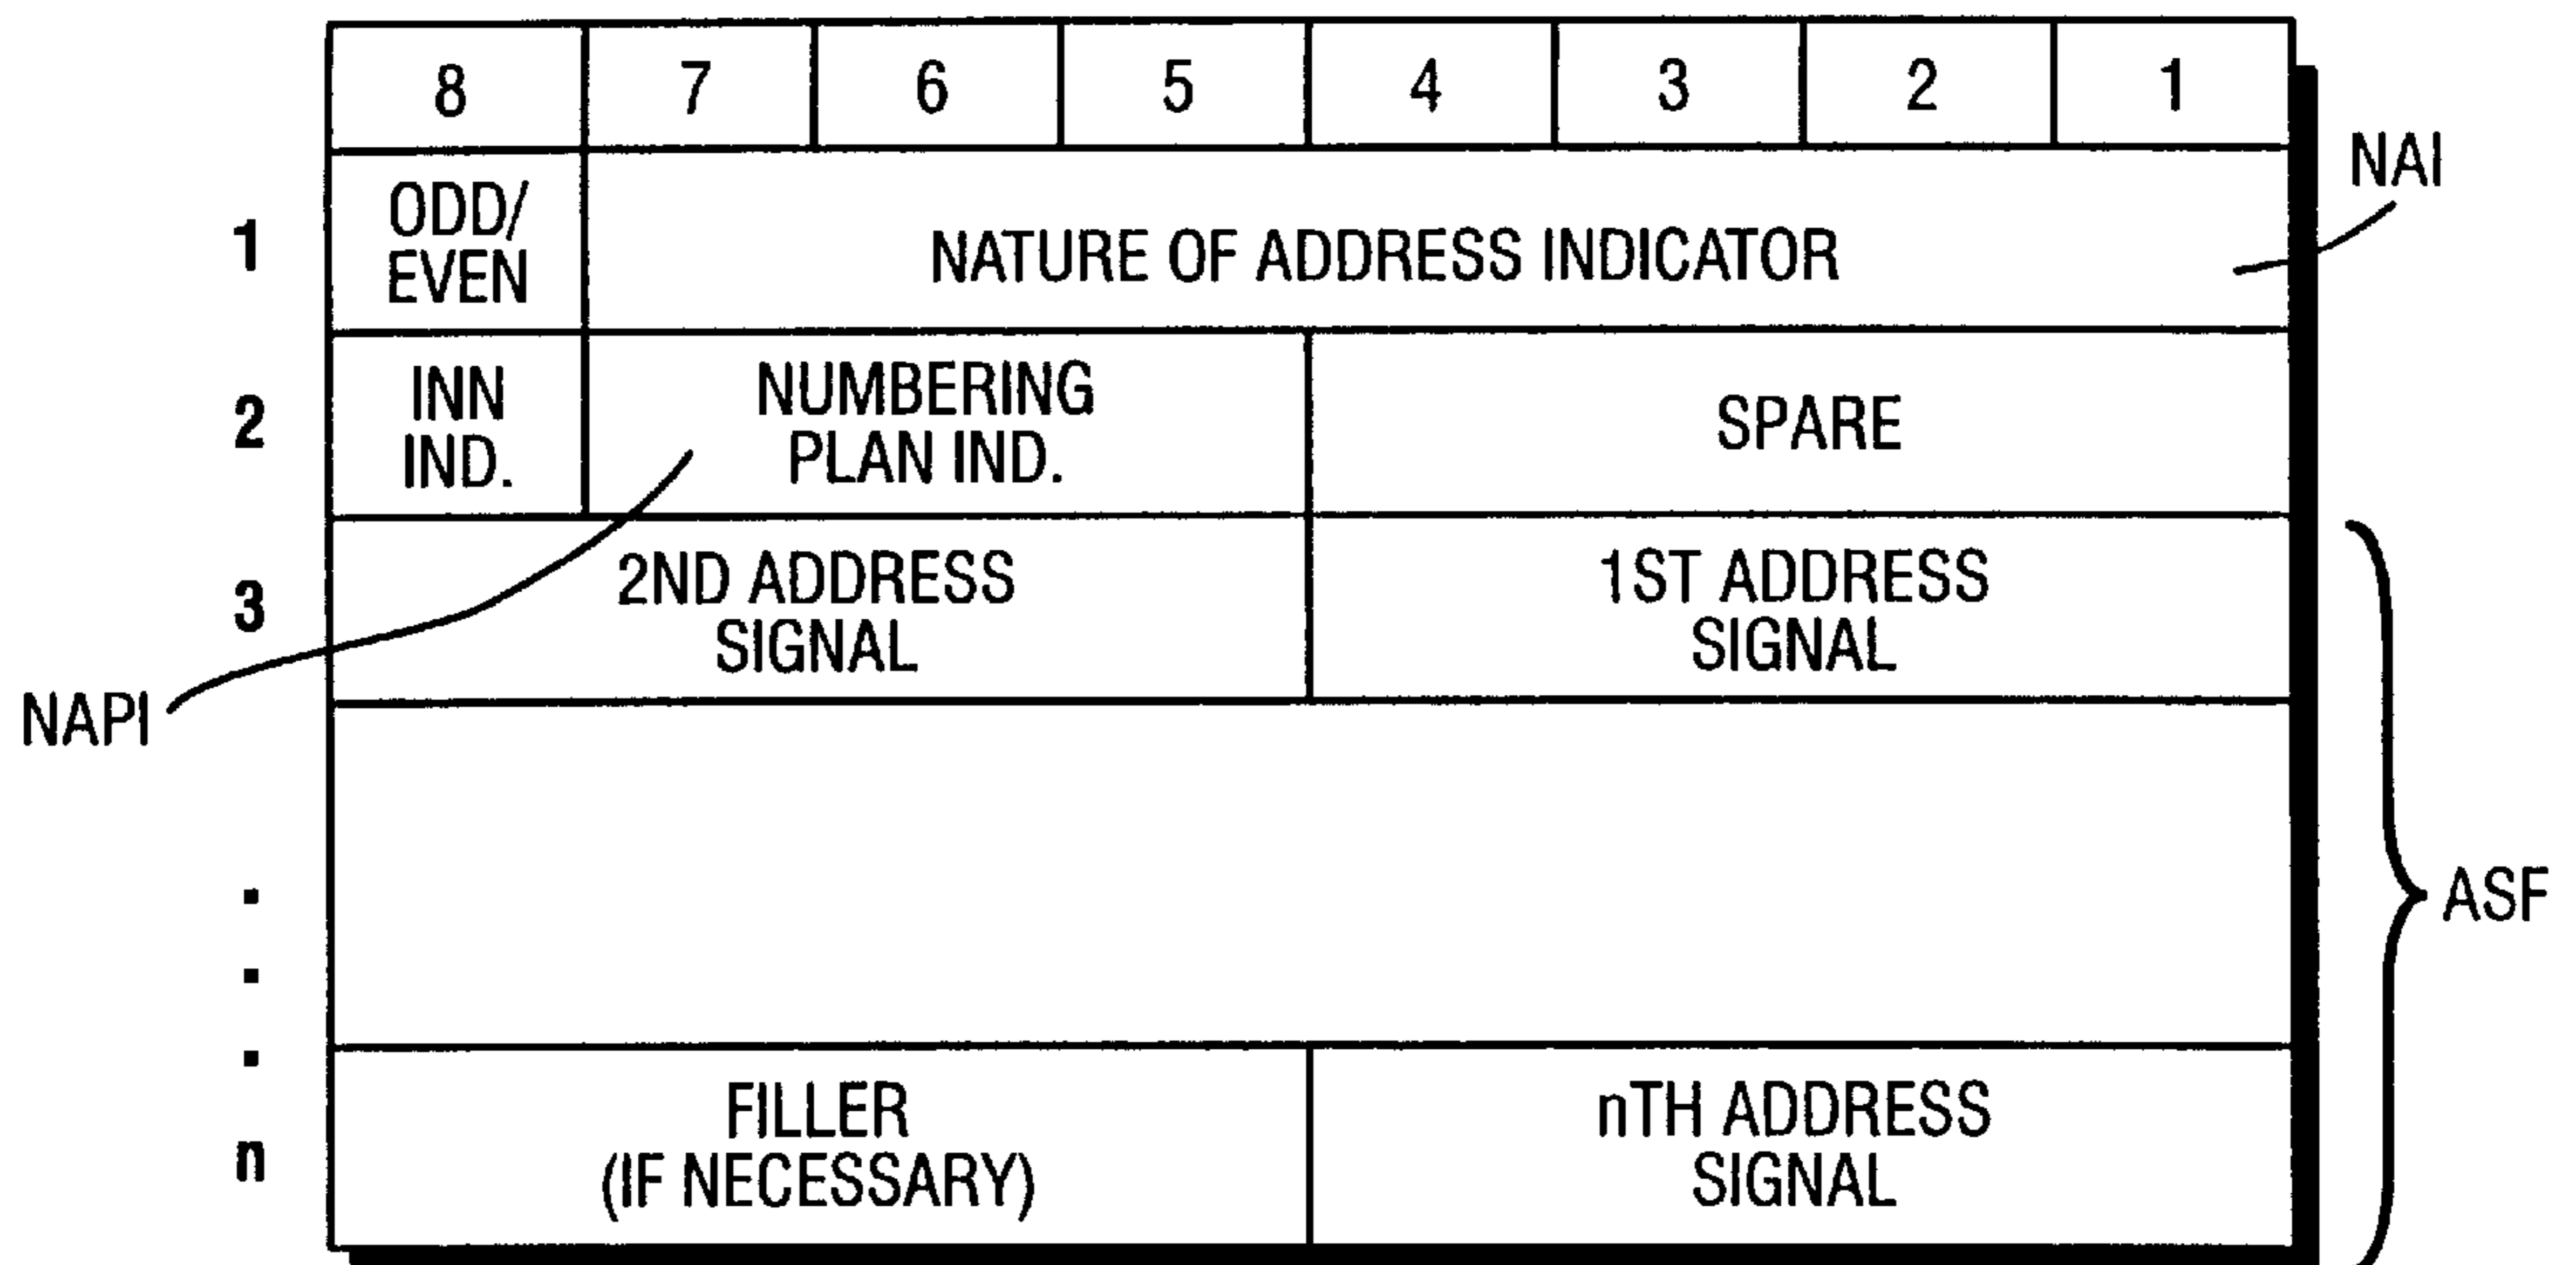 8 7 6 5 4 3 2 1
NAI
1 ODD/
EVEN
NATURE OF ADDRESS INDICATOR
2 INN
IND.
NUMBERING
PLAN IND.
SPARE
3 2ND ADDRESS
SIGNAL
1ST ADDRESS
SIGNAL
NAPI
.
.
.
ASF
n FILLER
(IF NECESSARY)
nTH ADDRESS
SIGNAL